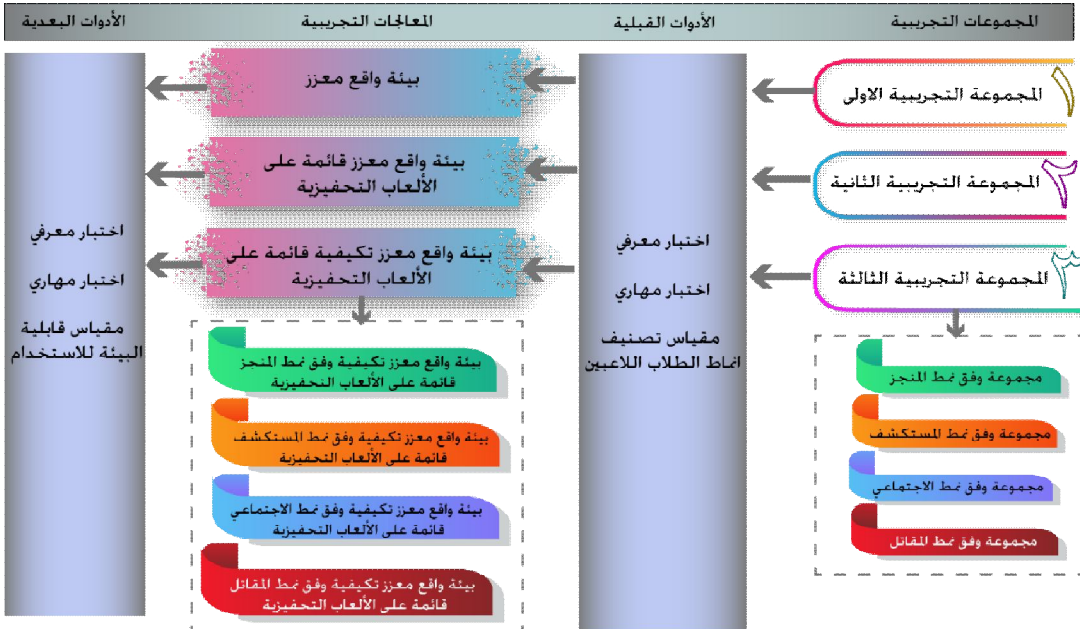 المجموعات التجريبية
الأدوات القبلية
المعالجات التجريبية
الأدوات البعدية
١
المجموعة التجريبية الاولى
٢
المجموعة التجريبية الثانية
٣
المجموعة التجريبية الثالثة
مجموعة وفق نمط المنجز
مجموعة وفق نمط المستكشف
مجموعة وفق نمط الاجتماعي
مجموعة وفق نمط المقاتل
اختبار معرفي
اختبار مهاري
مقياس تصنيف
انماط الطلاب اللاعبين
بيئة واقع معزز
بيئة واقع معزز قائمة على
الألعاب التحفيزية
بيئة واقع معزز تكيفية قائمة على
الألعاب التحفيزية
بيئة واقع معزز تكيفية وفق نمط المنجز
قائمة على الألعاب التحفيزية
بيئة واقع معزز تكيفية وفق نمط المستكشف
قائمة على الألعاب التحفيزية
بيئة واقع معزز تكيفية وفق نمط الاجتماعي
قائمة على الألعاب التحفيزية
بيئة واقع معزز تكيفية وفق نمط المقاتل
قائمة على الألعاب التحفيزية
اختبار معرفي
اختبار مهاري
مقياس قابلية
البيئة للاستخدام